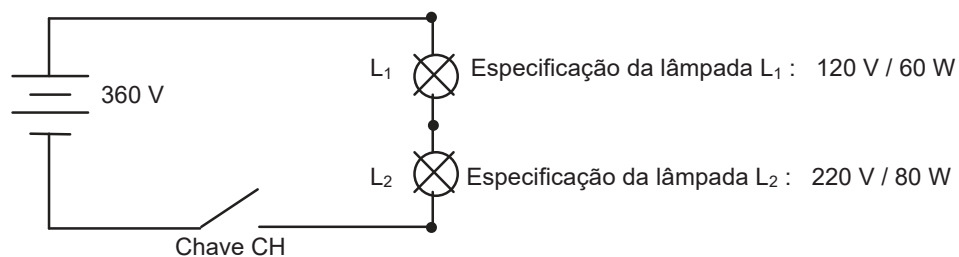 L₁ Especificação da lâmpada L₁ : 120 V / 60 W
360 V
L₂ Especificação da lâmpada L₂ : 220 V / 80 W
Chave CH